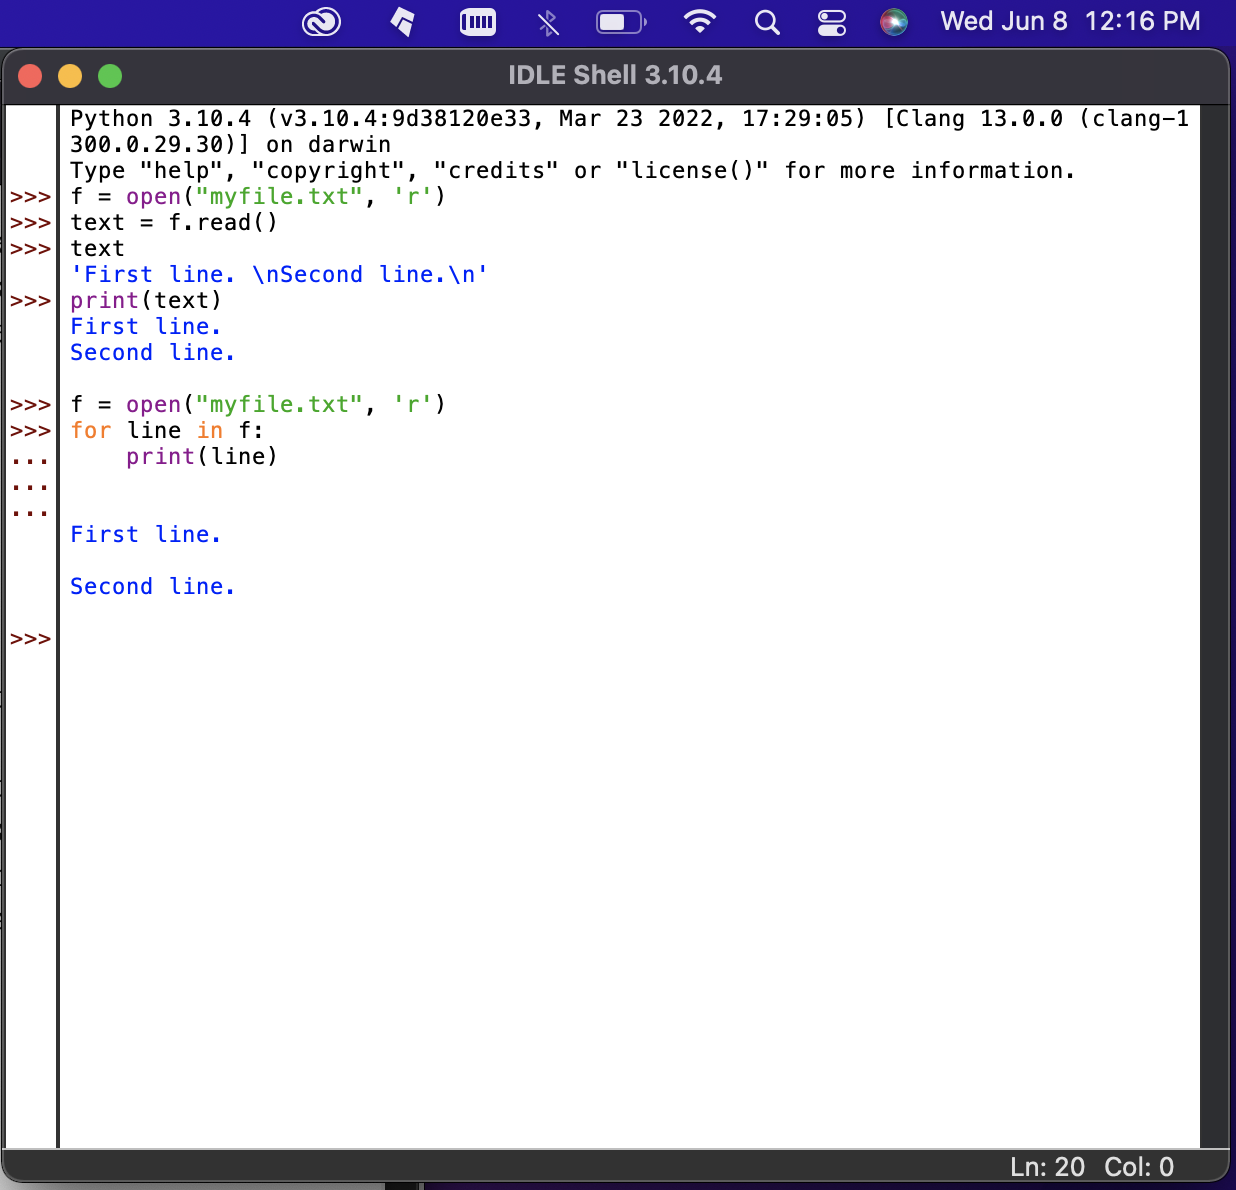 Wed Jun 8 12:16 PM
IDLE Shell 3.10.4
Python 3.10.4 (v3.10.4:9d38120e33, Mar 23 2022, 17:29:05) [Clang 13.0.0 (clang-1
300.0.29.30)] on darwin
Type "help", "copyright", "credits" or "license()" for more information.
>>> f = open("myfile.txt", 'r')
>>> text = f.read()
>>> text
'First line. \nSecond line.\n'
>>> print(text)
First line.
Second line.
>>> f = open("myfile.txt", 'r')
>>> for line in f:
...     print(line)
...
...
First line.
Second line.
>>>
Ln: 20 Col: 0